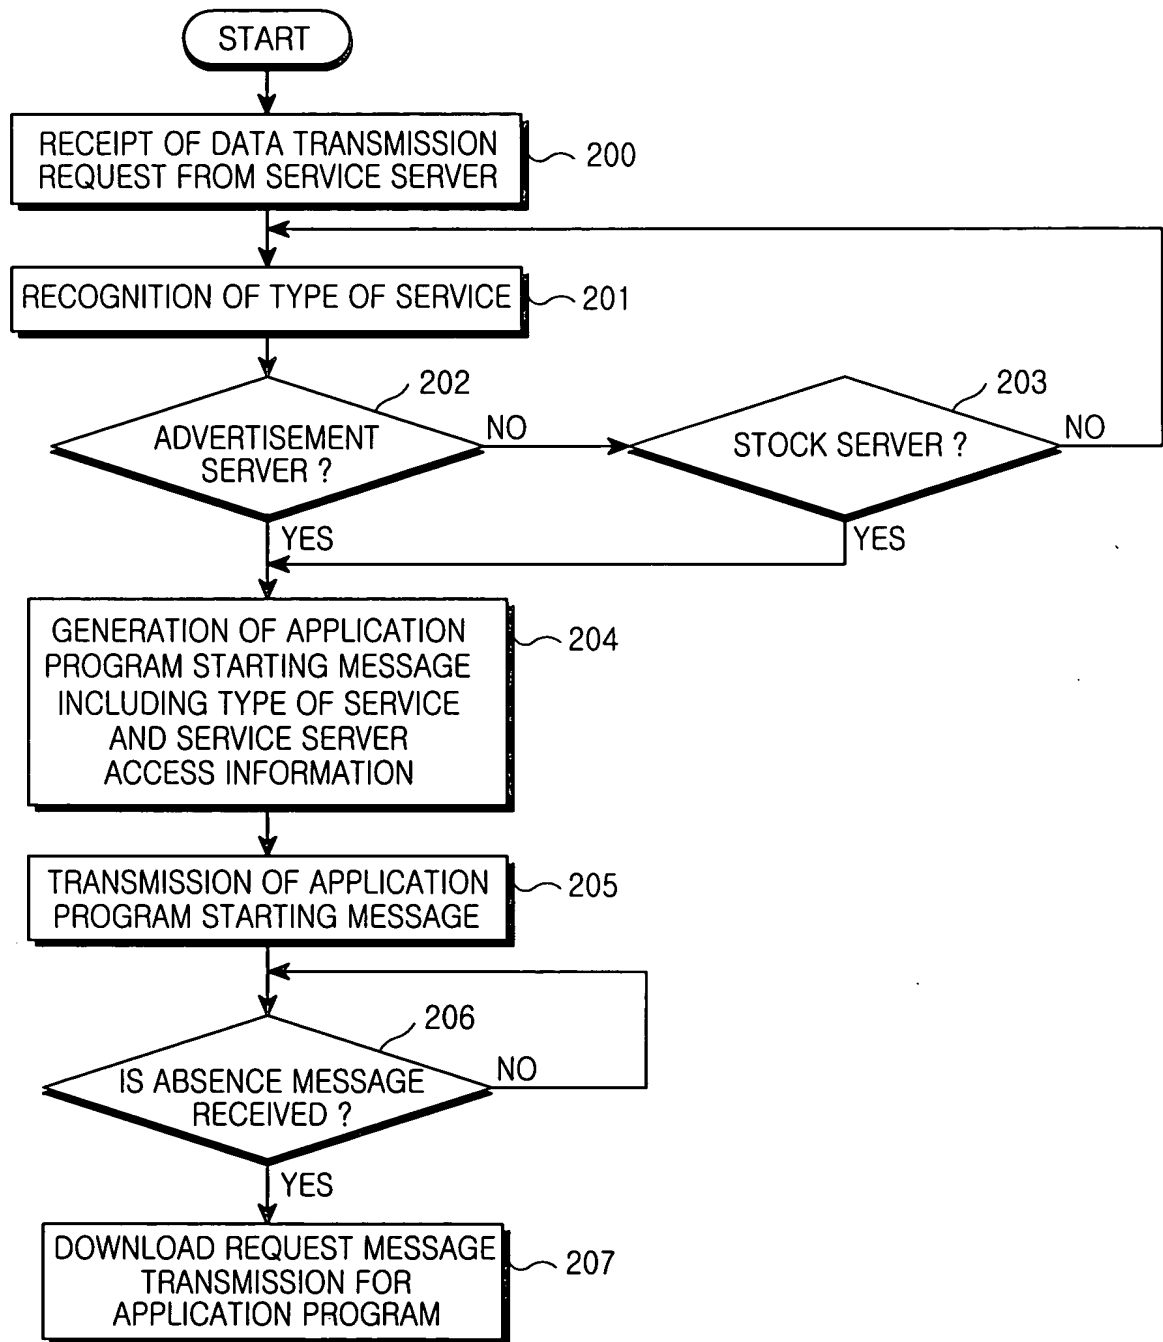 START
RECEIPT OF DATA TRANSMISSION
REQUEST FROM SERVICE SERVER
200
RECOGNITION OF TYPE OF SERVICE
201
202
ADVERTISEMENT
SERVER ?
NO
203
STOCK SERVER ?
NO
YES
YES
GENERATION OF APPLICATION
PROGRAM STARTING MESSAGE
INCLUDING TYPE OF SERVICE
AND SERVICE SERVER
ACCESS INFORMATION
204
TRANSMISSION OF APPLICATION
PROGRAM STARTING MESSAGE
205
206
IS ABSENCE MESSAGE
RECEIVED ?
NO
YES
DOWNLOAD REQUEST MESSAGE
TRANSMISSION FOR
APPLICATION PROGRAM
207